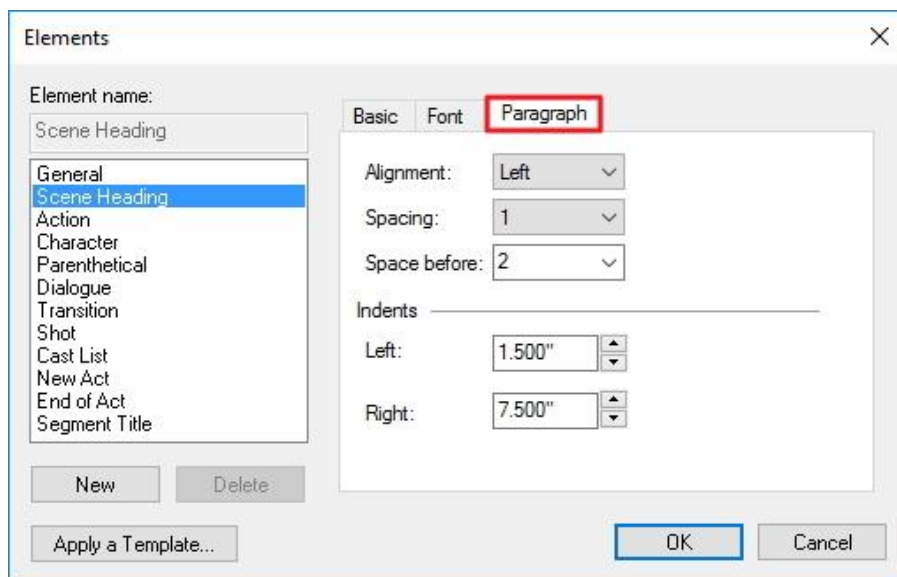 Elements
Element name:
Scene Heading
General
Scene Heading
Action
Character
Parenthetical
Dialogue
Transition
Shot
Cast List
New Act
End of Act
Segment Title
New Delete
Apply a Template...
Basic Font Paragraph
Alignment: Left
Spacing: 1
Space before: 2
Indents
Left: 1.500"
Right: 7.500"
OK Cancel